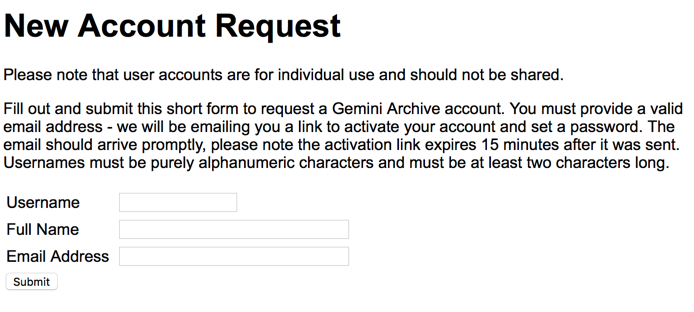 New Account Request
Please note that user accounts are for individual use and should not be shared.
Fill out and submit this short form to request a Gemini Archive account. You must provide a valid
email address - we will be emailing you a link to activate your account and set a password. The
email should arrive promptly, please note the activation link expires 15 minutes after it was sent.
Usernames must be purely alphanumeric characters and must be at least two characters long.
Username
Full Name
Email Address
Submit